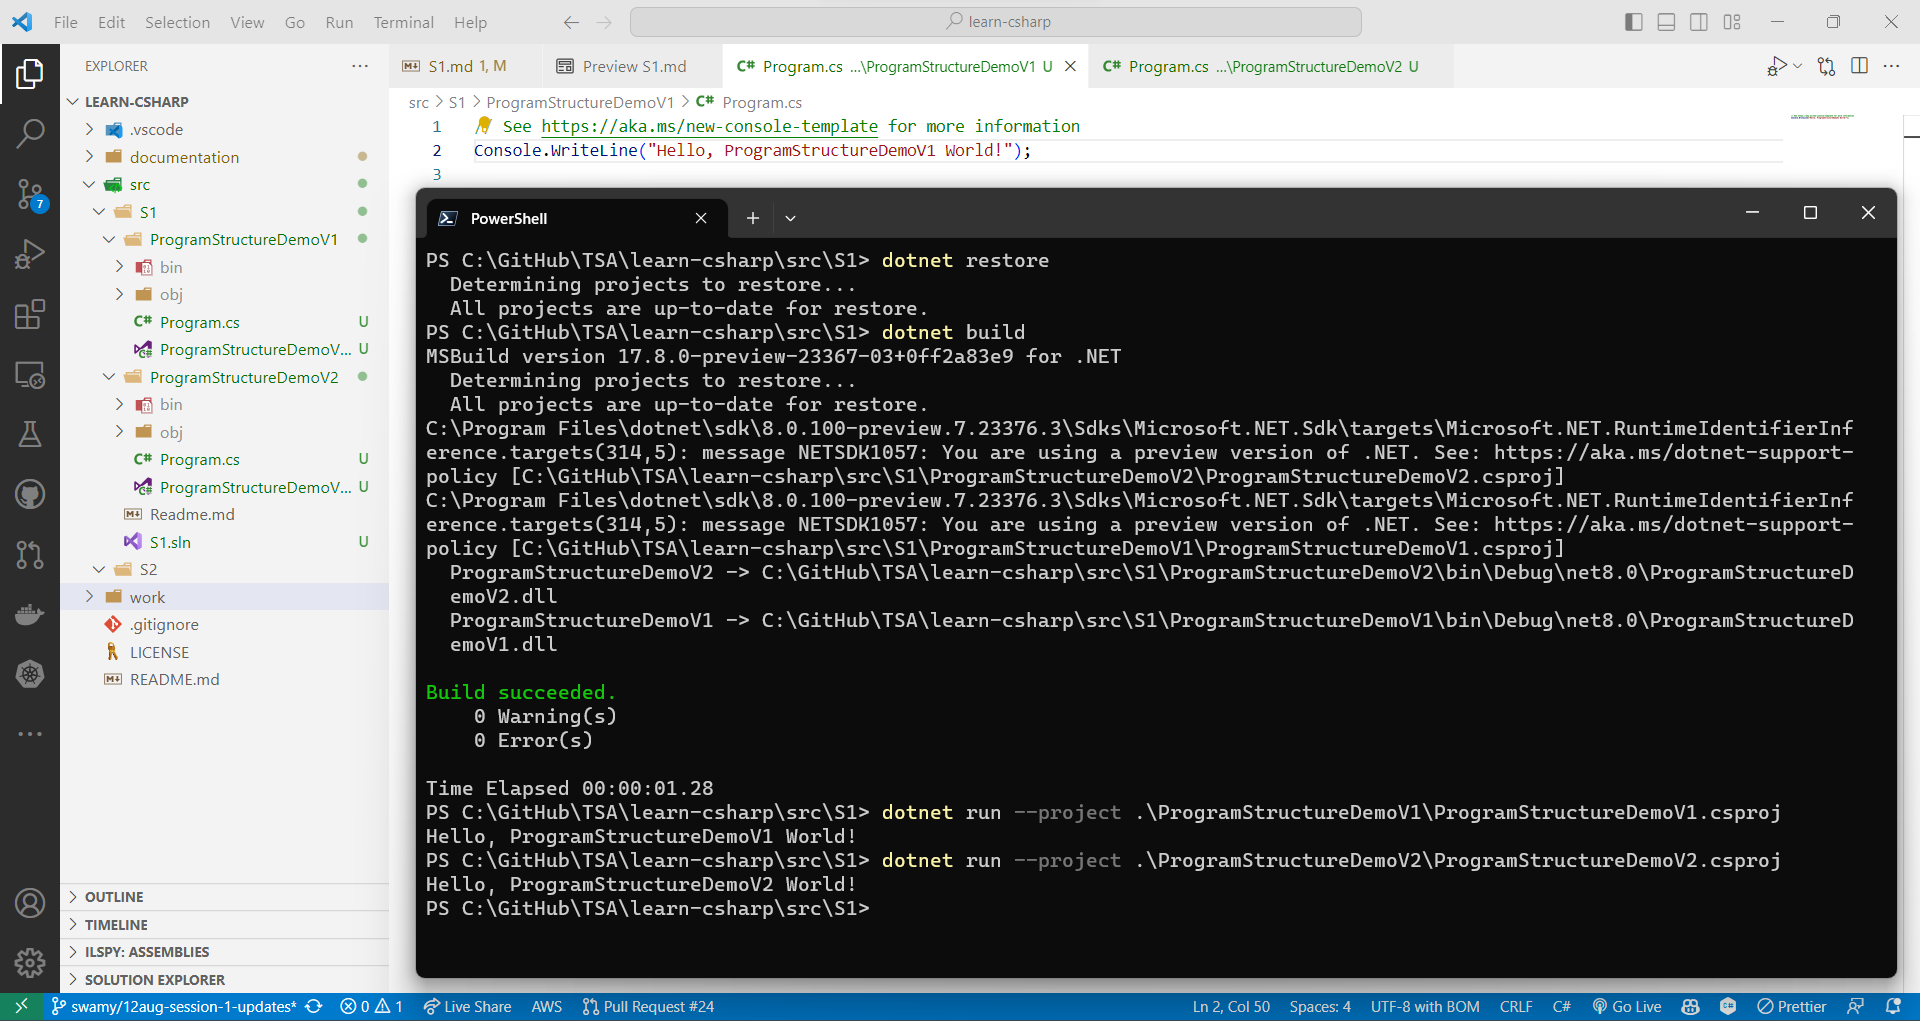 File Edit Selection View Go Run Terminal Help
learn-csharp
EXPLORER
LEARN-CSHARP
.vscode
documentation
src
S1
ProgramStructureDemoV1
bin
obj
C# Program.cs U
ProgramStructureDemoV... U
ProgramStructureDemoV2
bin
obj
C# Program.cs U
ProgramStructureDemoV... U
Readme.md
S1.sln U
S2
work
.gitignore
LICENSE
README.md
OUTLINE
TIMELINE
ILSPY: ASSEMBLIES
SOLUTION EXPLORER
7
S1.md 1, M
Preview S1.md
C# Program.cs ...\ProgramStructureDemoV1 U
C# Program.cs ...\ProgramStructureDemoV2 U
src > S1 > ProgramStructureDemoV1 > C# Program.cs
1 // See https://aka.ms/new-console-template for more information
2 Console.WriteLine("Hello, ProgramStructureDemoV1 World!");
3
PowerShell
PS C:\GitHub\TSA\learn-csharp\src\S1> dotnet restore
Determining projects to restore...
All projects are up-to-date for restore.
PS C:\GitHub\TSA\learn-csharp\src\S1> dotnet build
MSBuild version 17.8.0-preview-23367-03+0ff2a83e9 for .NET
Determining projects to restore...
All projects are up-to-date for restore.
C:\Program Files\dotnet\sdk\8.0.100-preview.7.23376.3\Sdks\Microsoft.NET.Sdk\targets\Microsoft.NET.RuntimeIdentifierInf
erence.targets(314,5): message NETSDK1057: You are using a preview version of .NET. See: https://aka.ms/dotnet-support-
policy [C:\GitHub\TSA\learn-csharp\src\S1\ProgramStructureDemoV2\ProgramStructureDemoV2.csproj]
C:\Program Files\dotnet\sdk\8.0.100-preview.7.23376.3\Sdks\Microsoft.NET.Sdk\targets\Microsoft.NET.RuntimeIdentifierInf
erence.targets(314,5): message NETSDK1057: You are using a preview version of .NET. See: https://aka.ms/dotnet-support-
policy [C:\GitHub\TSA\learn-csharp\src\S1\ProgramStructureDemoV1\ProgramStructureDemoV1.csproj]
ProgramStructureDemoV2 -> C:\GitHub\TSA\learn-csharp\src\S1\ProgramStructureDemoV2\bin\Debug\net8.0\ProgramStructureD
emoV2.dll
ProgramStructureDemoV1 -> C:\GitHub\TSA\learn-csharp\src\S1\ProgramStructureDemoV1\bin\Debug\net8.0\ProgramStructureD
emoV1.dll
Build succeeded.
0 Warning(s)
0 Error(s)
Time Elapsed 00:00:01.28
PS C:\GitHub\TSA\learn-csharp\src\S1> dotnet run --project .\ProgramStructureDemoV1\ProgramStructureDemoV1.csproj
Hello, ProgramStructureDemoV1 World!
PS C:\GitHub\TSA\learn-csharp\src\S1> dotnet run --project .\ProgramStructureDemoV2\ProgramStructureDemoV2.csproj
Hello, ProgramStructureDemoV2 World!
PS C:\GitHub\TSA\learn-csharp\src\S1>
swamy/12aug-session-1-updates* 0 1 Live Share AWS Pull Request #24 Ln 2, Col 50 Spaces: 4 UTF-8 with BOM CRLF C# Go Live Prettier